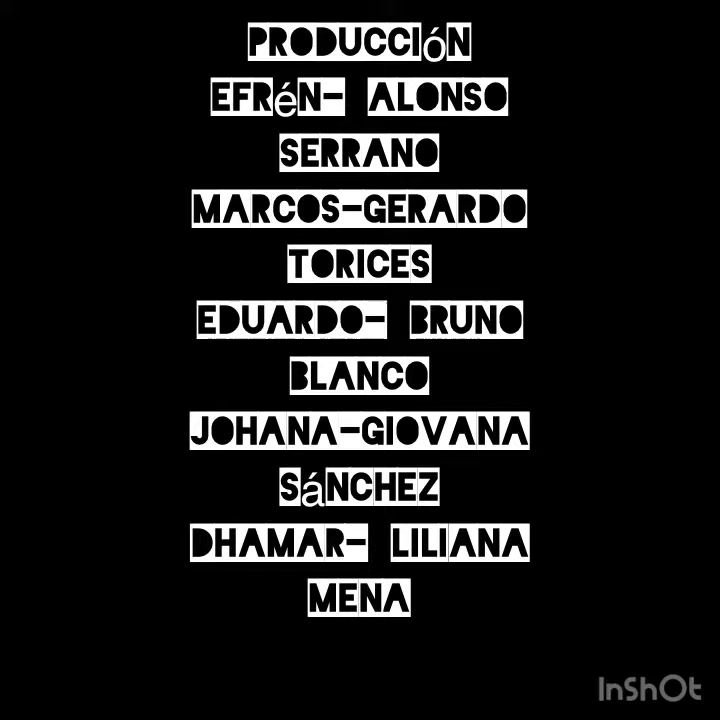 PRODUCCIóN
EFRéN- ALONSO
SERRANO
MARCOS-GERARDO
TORICES
EDUARDO- BRUNO
BLANCO
JOHANA-GIOVANA
SáNCHEZ
DHAMAR- LILIANA
MENA
InShOt